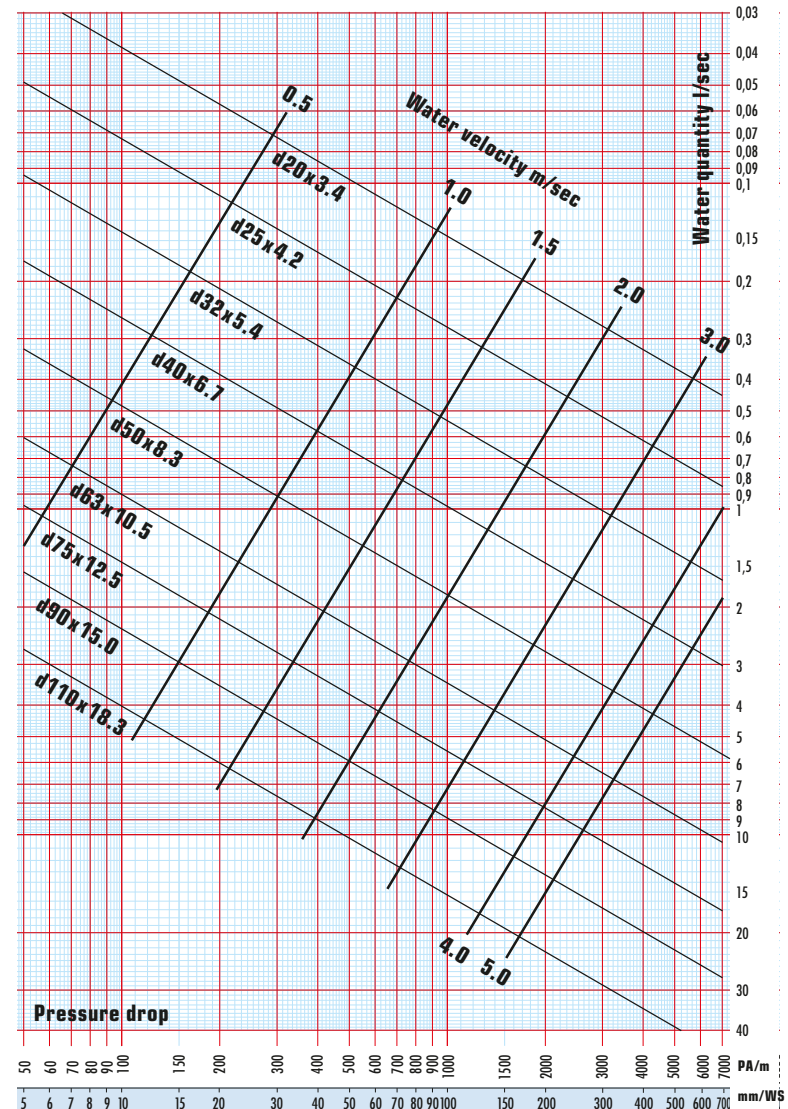 0,03
0,04
0,05
0,06
0,07
0,08
0,09
0,1
0,15
0,2
0,3
0,4
0,5
0,6
0,7
0,8
0,9
1
1,5
2
3
4
5
6
7
8
9
10
15
20
30
40
Water quantity l/sec
Water velocity m/sec
0.5
1.0
1.5
2.0
3.0
4.0
5.0
d20x3.4
d25x4.2
d32x5.4
d40x6.7
d50x8.3
d63x10.5
d75x12.5
d90x15.0
d110x18.3
Pressure drop
50 60 70 80 90 100 150 200 300 400 500 600 700 800 900 1000 1500 2000 3000 4000 5000 6000 7000 PA/m
5 6 7 8 9 10 15 20 30 40 50 60 70 80 90 100 150 200 300 400 500 600 700 mm/WS